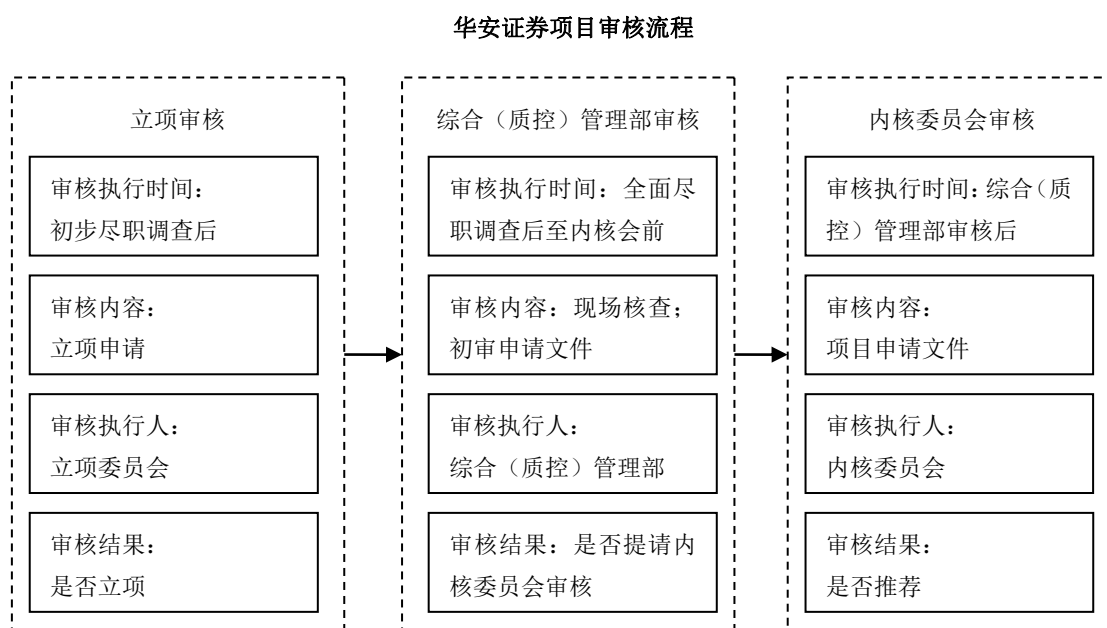 华安证券项目审核流程
立项审核
审核执行时间：
初步尽职调查后
审核内容：
立项申请
审核执行人：
立项委员会
审核结果：
是否立项
综合（质控）管理部审核
审核执行时间：全面尽
职调查后至内核会前
审核内容：现场核查；
初审申请文件
审核执行人：
综合（质控）管理部
审核结果：是否提请内
核委员会审核
内核委员会审核
审核执行时间：综合（质
控）管理部审核后
审核内容：
项目申请文件
审核执行人：
内核委员会
审核结果：
是否推荐